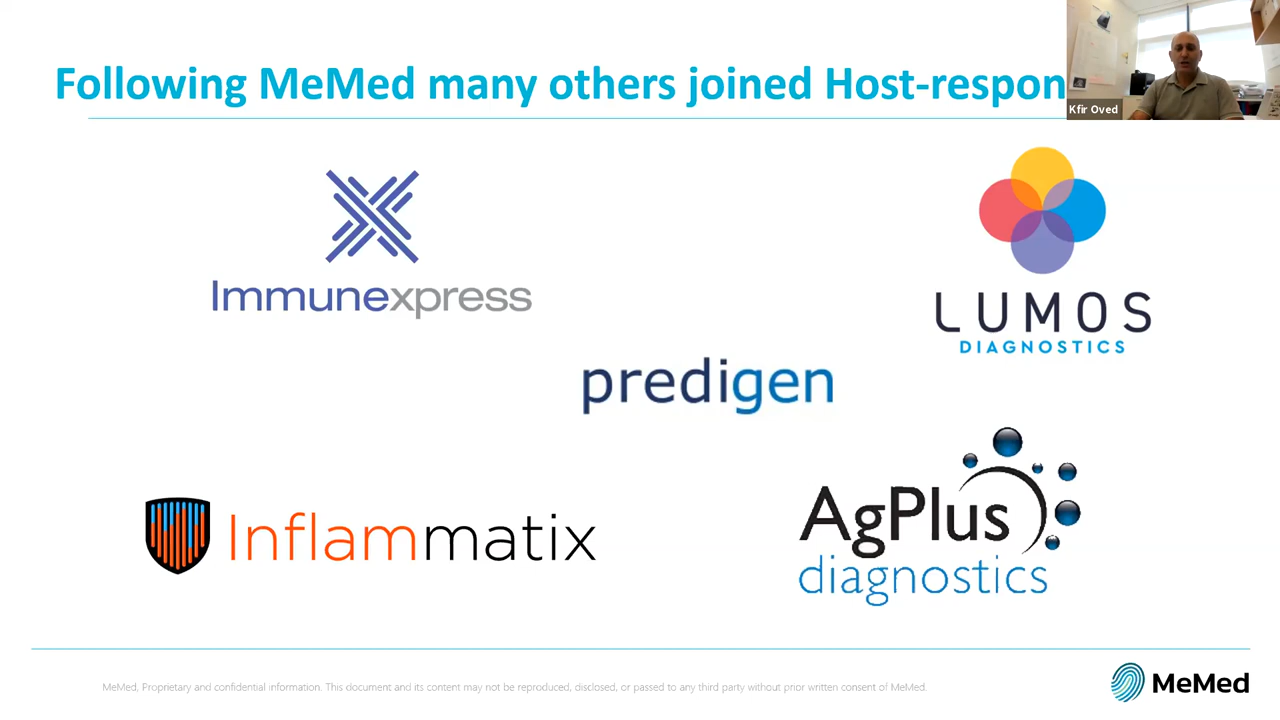 Following MeMed many others joined Host-respon
Kfir Oved
Immunexpress
LUMOS
DIAGNOSTICS
predigen
Inflammatix
AgPlus
diagnostics
MeMed, Proprietary and confidential information. This document and its content may not be reproduced, disclosed, or passed to any third party without prior written consent of MeMed.
MeMed